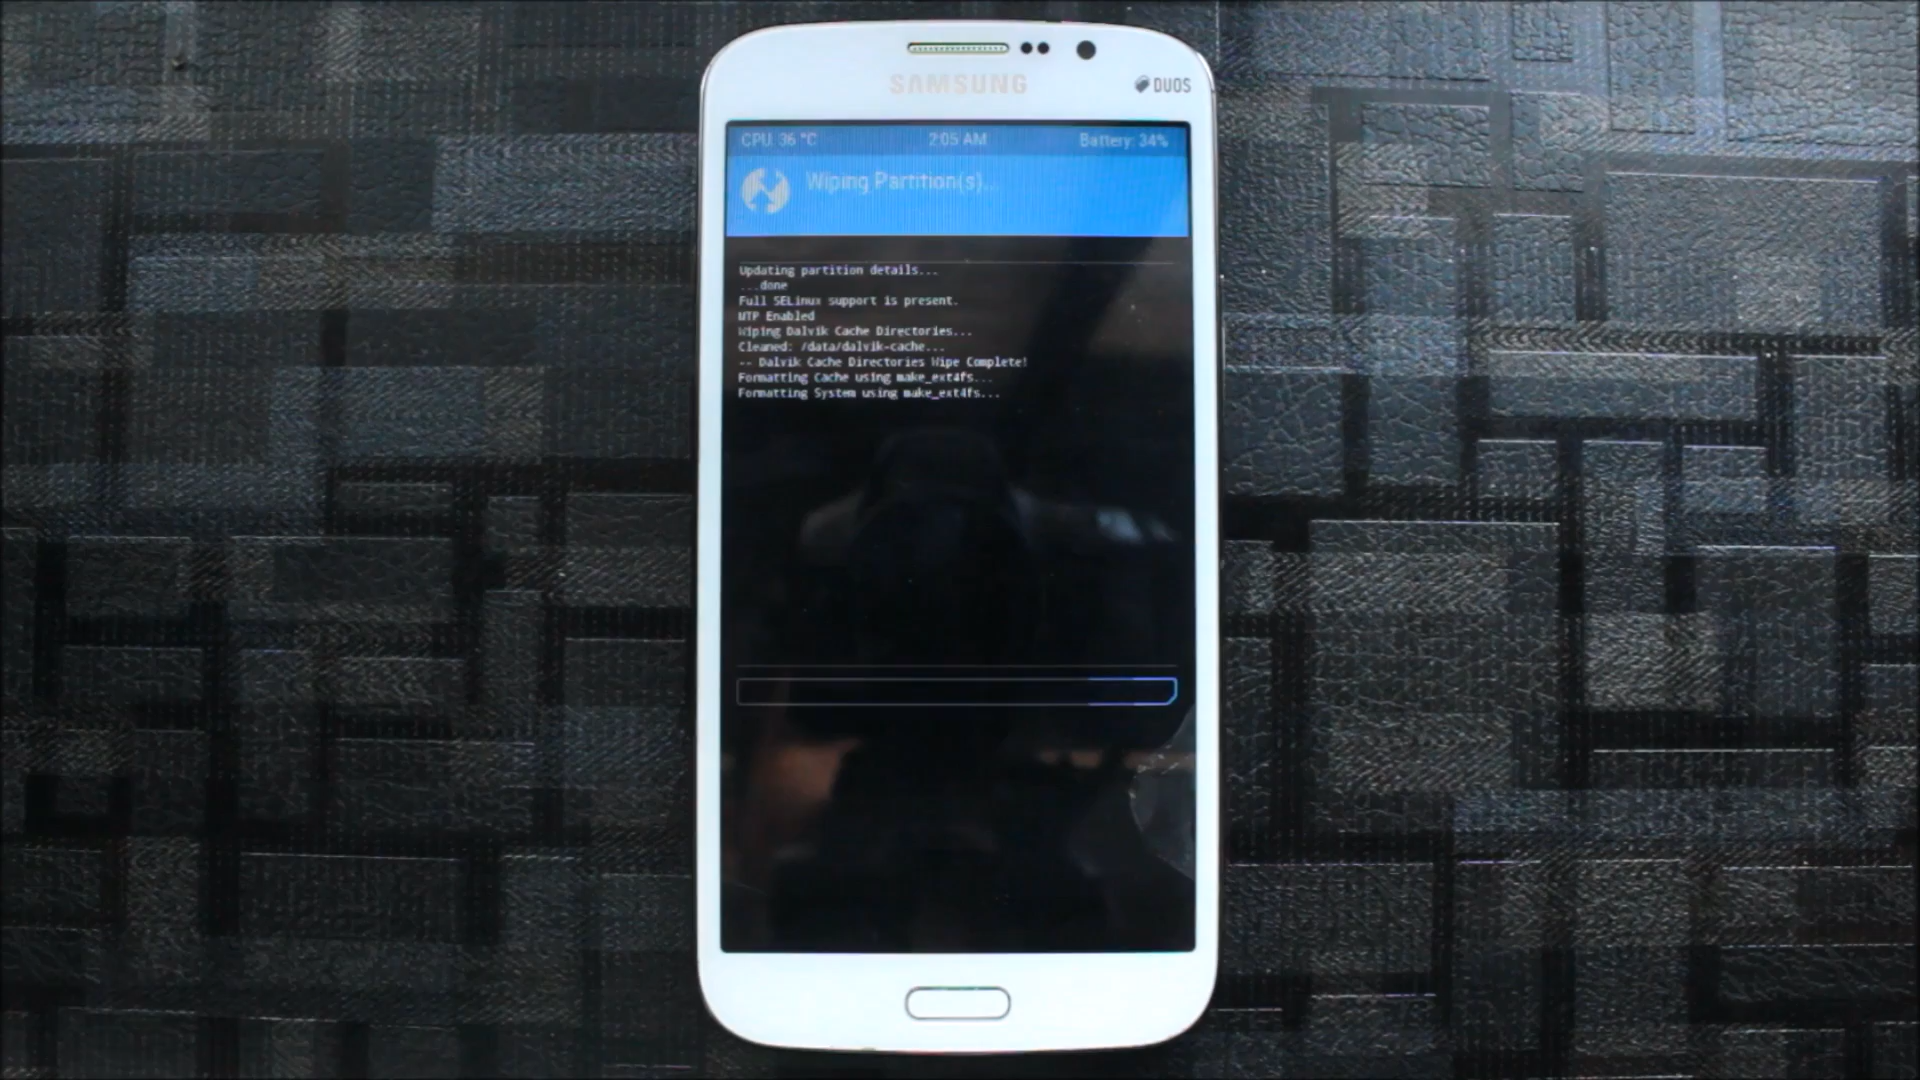 SAMSUNG
DUOS
CPU: 36 °C 2:05 AM Battery: 34%
Wiping Partition(s)...
Updating partition details...
...done
Full SELinux support is present.
MTP Enabled
Wiping Dalvik Cache Directories...
Cleaned: /data/dalvik-cache...
-- Dalvik Cache Directories Wipe Complete!
Formatting Cache using make_ext4fs...
Formatting System using make_ext4fs...